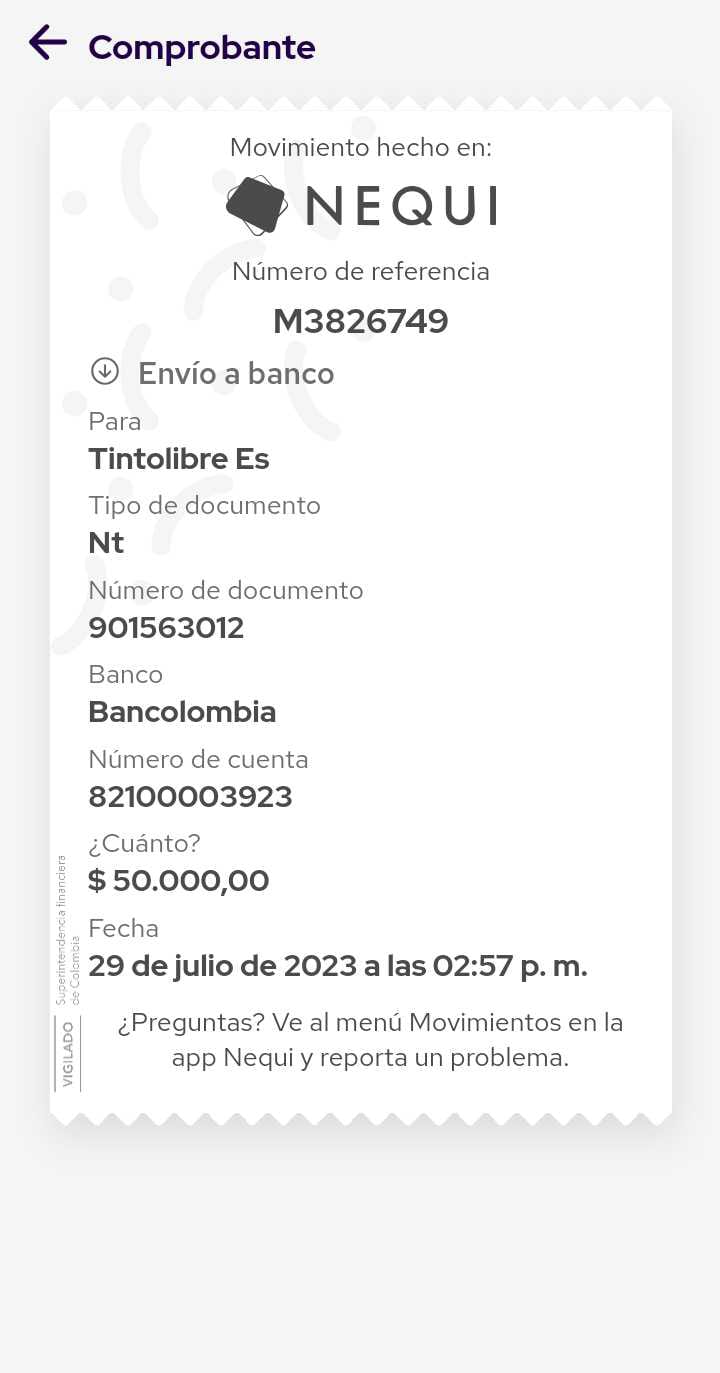 Comprobante
Movimiento hecho en:
NEQUI
Número de referencia
M3826749
Envío a banco
Para
Tintolibre Es
Tipo de documento
Nt
Número de documento
901563012
Banco
Bancolombia
Número de cuenta
82100003923
¿Cuánto?
$ 50.000,00
Fecha
29 de julio de 2023 a las 02:57 p. m.
¿Preguntas? Ve al menú Movimientos en la
app Nequi y reporta un problema.
VIGILADO
Superintendencia financiera
de Colombia